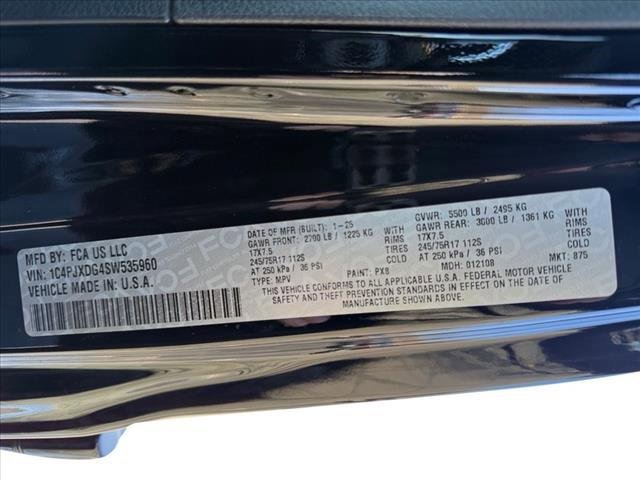 MFD BY: FCA US LLC
VIN: 1C4PJXDG4SW535960
VEHICLE MADE IN: U.S.A.
DATE OF MFR (BUILT): 1-25
GAWR FRONT: 2700 LB / 1225 KG
17X7.5 RIMS
245/75R17 112S TIRES
AT 250 kPa / 36 PSI COLD
TYPE: MPV PAINT: PX8
GVWR: 5500 LB / 2495 KG
GAWR REAR: 3000 LB / 1361 KG
17X7.5 RIMS
245/75R17 112S TIRES
AT 250 kPa / 36 PSI COLD
MDH: 012108 MKT: 875
THIS VEHICLE CONFORMS TO ALL APPLICABLE U.S.A. FEDERAL MOTOR VEHICLE SAFETY
AND THEFT PREVENTION STANDARDS IN EFFECT ON THE DATE OF
MANUFACTURE SHOWN ABOVE.